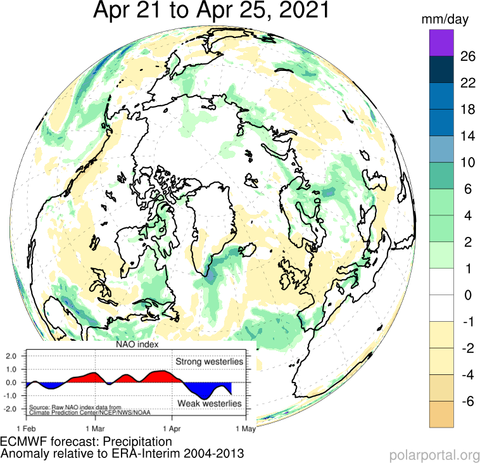 Apr 21 to Apr 25, 2021
mm/day
26
22
18
14
10
6
4
2
1
0
-1
-2
-4
-6
NAO index
2.0
1.0
0.0
-1.0
-2.0
Strong westerlies
Weak westerlies
Source: Raw NAO index data from
Climate Prediction Center/NCEP/NWS/NOAA
1 Feb
1 Mar
1 Apr
1 May
ECMWF forecast: Precipitation
Anomaly relative to ERA-Interim 2004-2013
polarportal.org